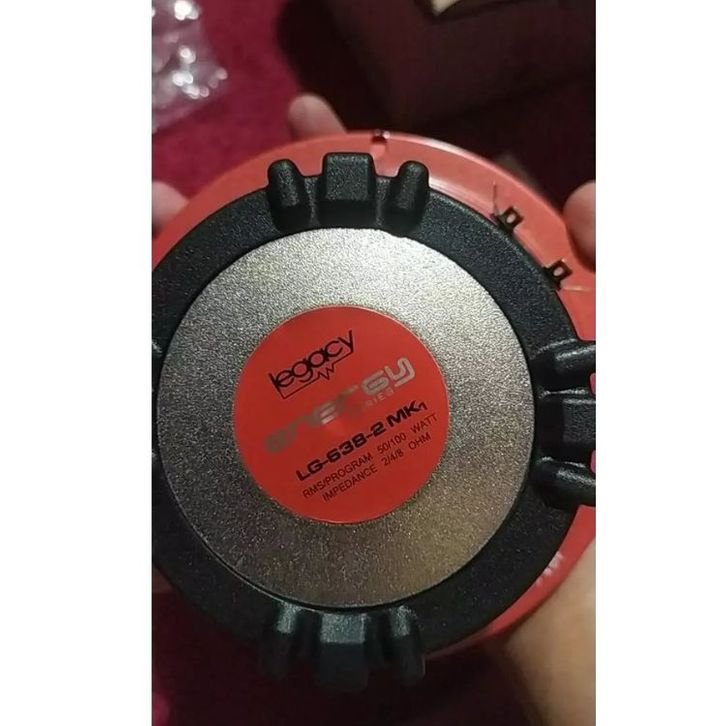 legacy
energy
SERIES
LG-638-2 MK1
RMS/PROGRAM 50/100 WATT
IMPEDANCE 2/4/8 OHM